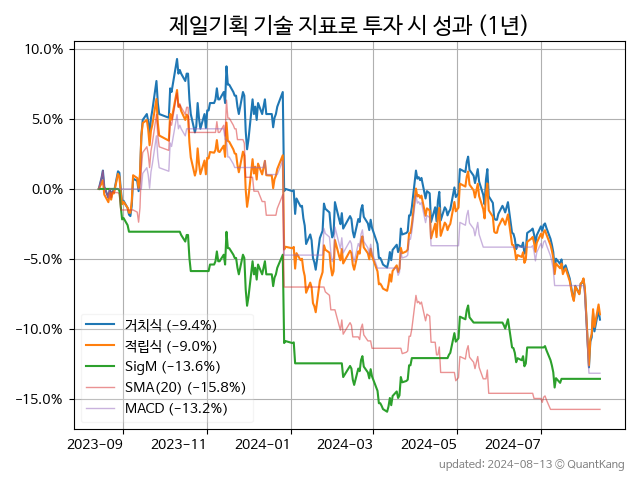 제일기획 기술 지표로 투자 시 성과 (1년)
10.0%
5.0%
0.0%
−5.0%
−10.0%
−15.0%
거치식 (−9.4%)
적립식 (−9.0%)
SigM (−13.6%)
SMA(20) (−15.8%)
MACD (−13.2%)
2023-09
2023-11
2024-01
2024-03
2024-05
2024-07
updated: 2024-08-13 © QuantKang